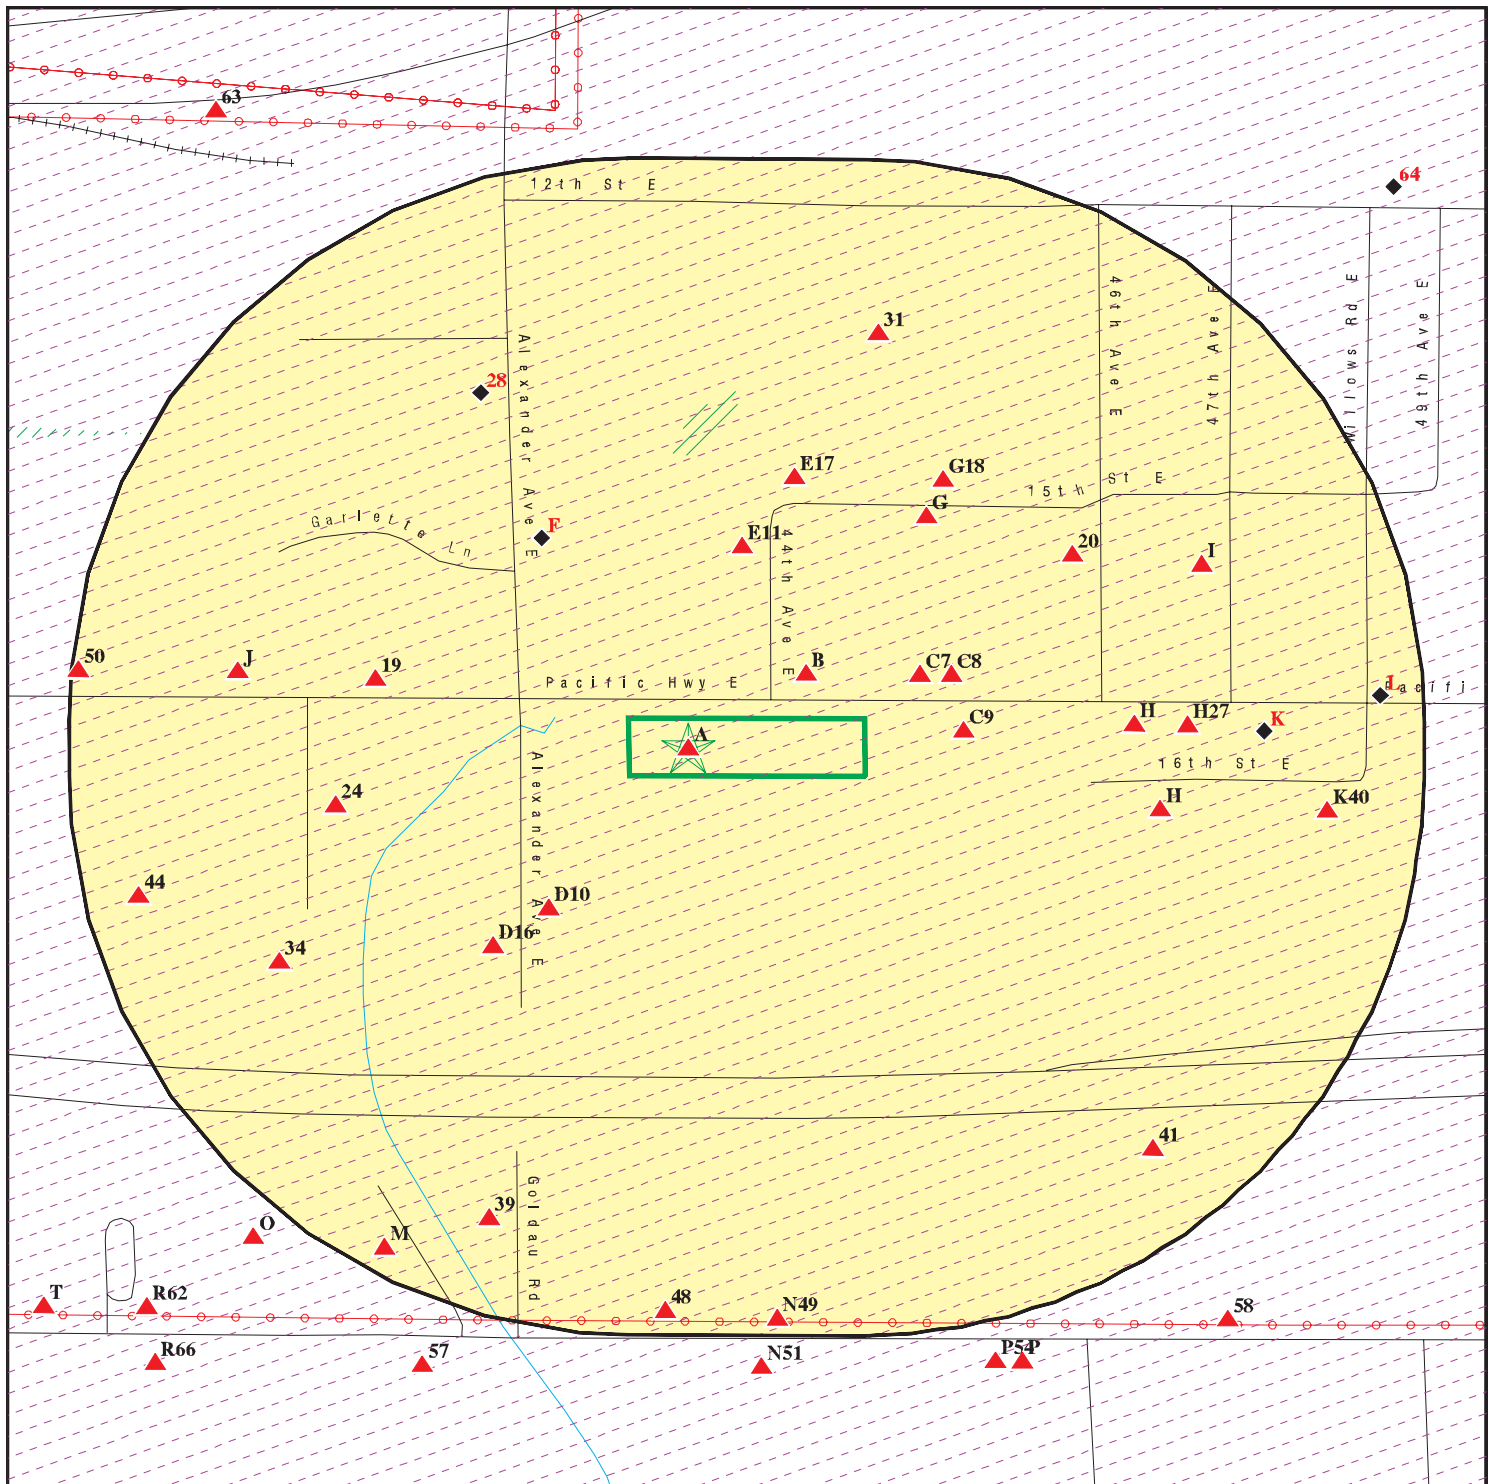 63
12th St E
64
46th Ave E
47th Ave E
Willows Rd E
49th Ave E
31
Alexander Ave E
28
E17
G18
15th St E
G
Garlette Ln
F
E11
44th Ave E
20
I
50
J
19
B
C7
C8
Pacific Hwy E
L
Pacifi
A
C9
H
H27
K
16th St E
Alexander Ave E
24
H
K40
44
D10
D16
34
41
Goldau Rd
39
O
M
T
R62
48
N49
58
R66
57
N51
P54
P